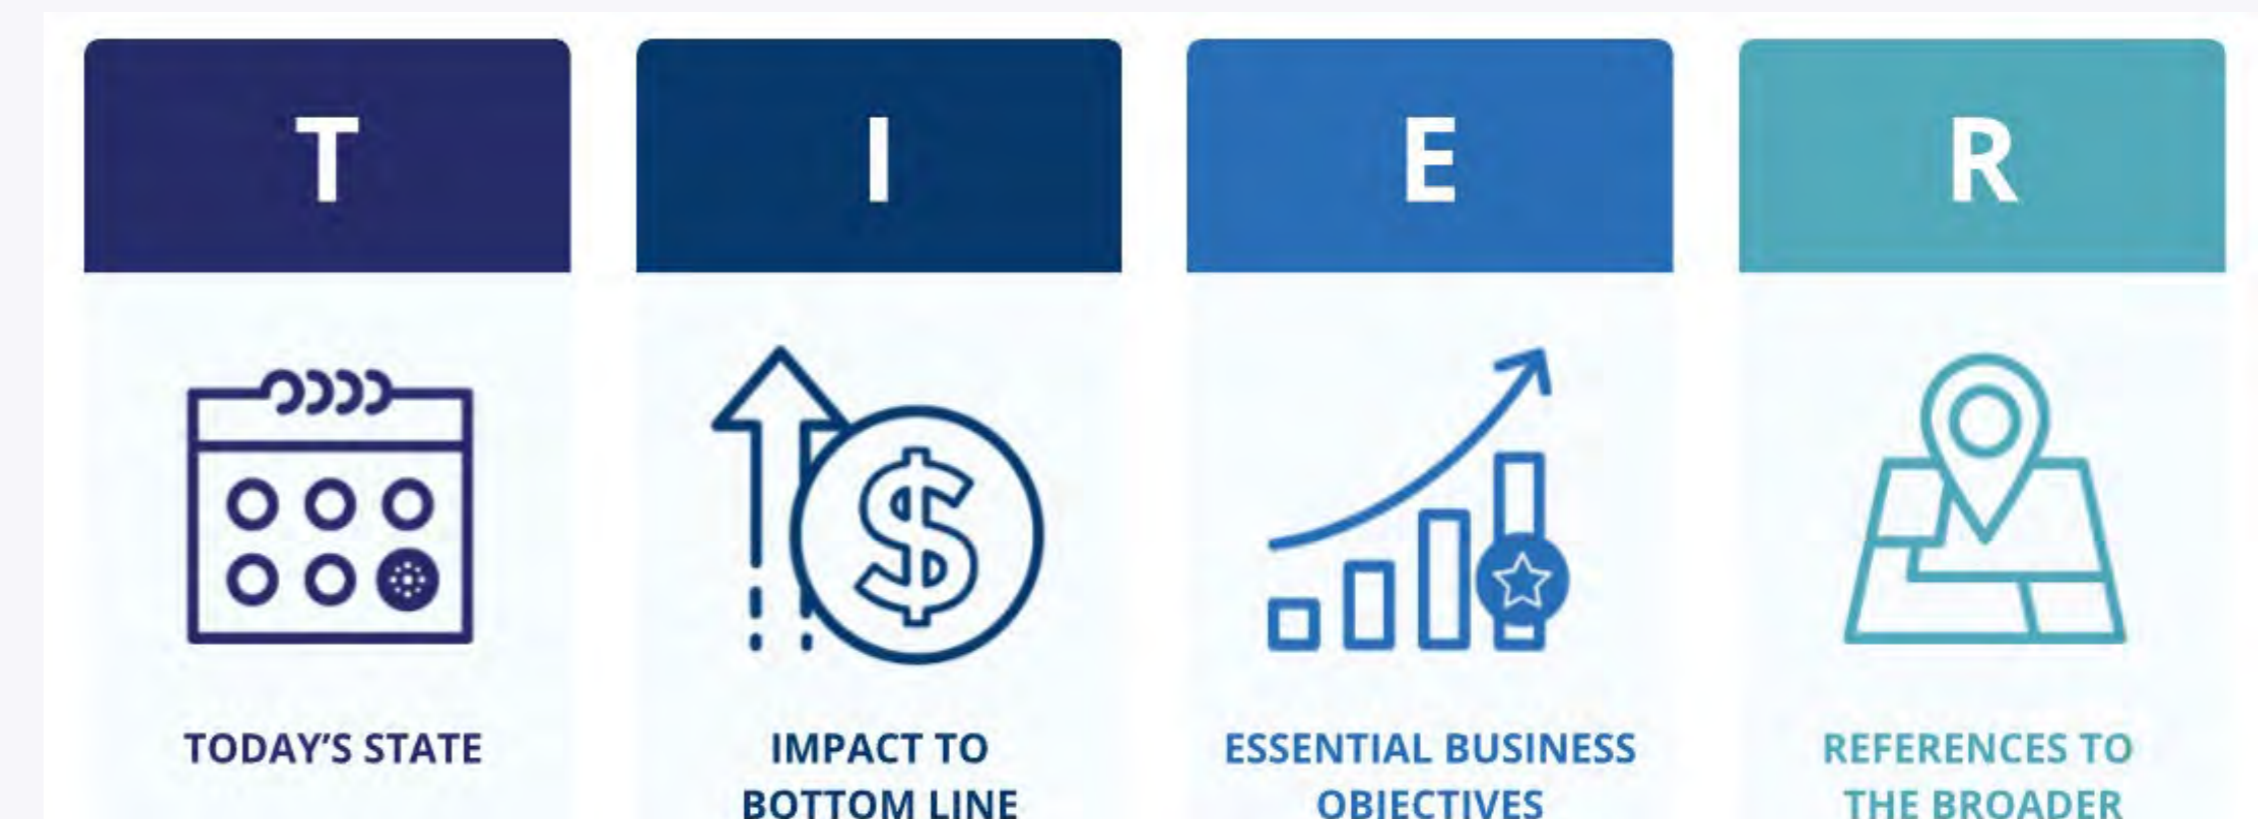 T
I
E
R
TODAY'S STATE
IMPACT TO
BOTTOM LINE
ESSENTIAL BUSINESS
OBJECTIVES
REFERENCES TO
THE BROADER